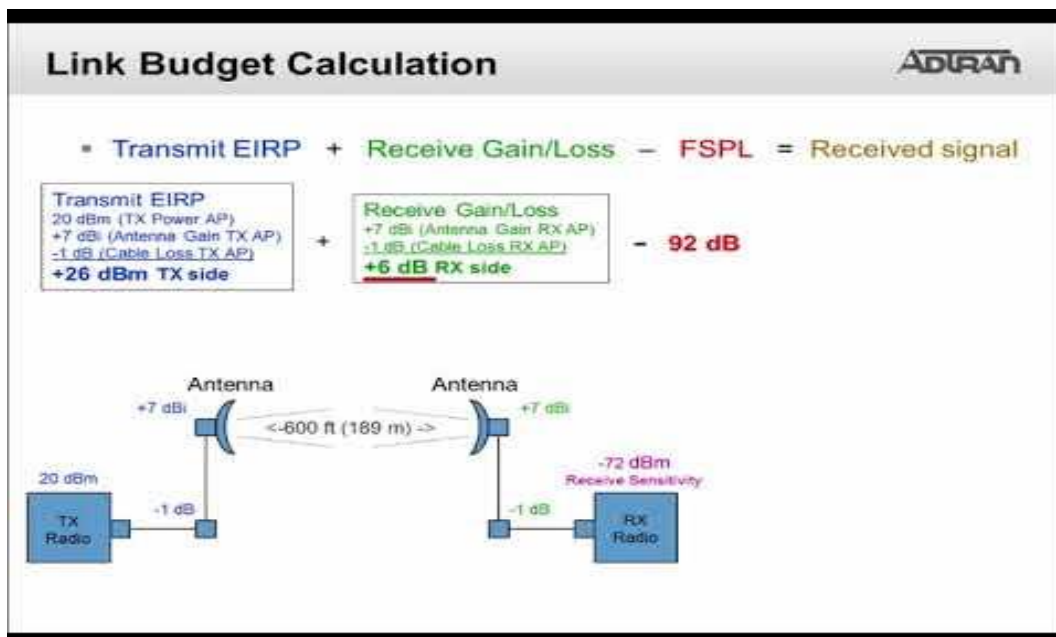 Link Budget Calculation
ADTRAN
Transmit EIRP + Receive Gain/Loss – FSPL = Received signal
Transmit EIRP
20 dBm (TX Power AP)
+7 dBi (Antenna Gain TX AP)
-1 dB (Cable Loss TX AP)
+26 dBm TX side
+
Receive Gain/Loss
+7 dBi (Antenna Gain RX AP)
-1 dB (Cable Loss RX AP)
+6 dB RX side
– 92 dB
Antenna
Antenna
+7 dBi
<-600 ft (189 m) ->
+7 dBi
20 dBm
-72 dBm
Receive Sensitivity
-1 dB
-1 dB
TX
Radio
RX
Radio